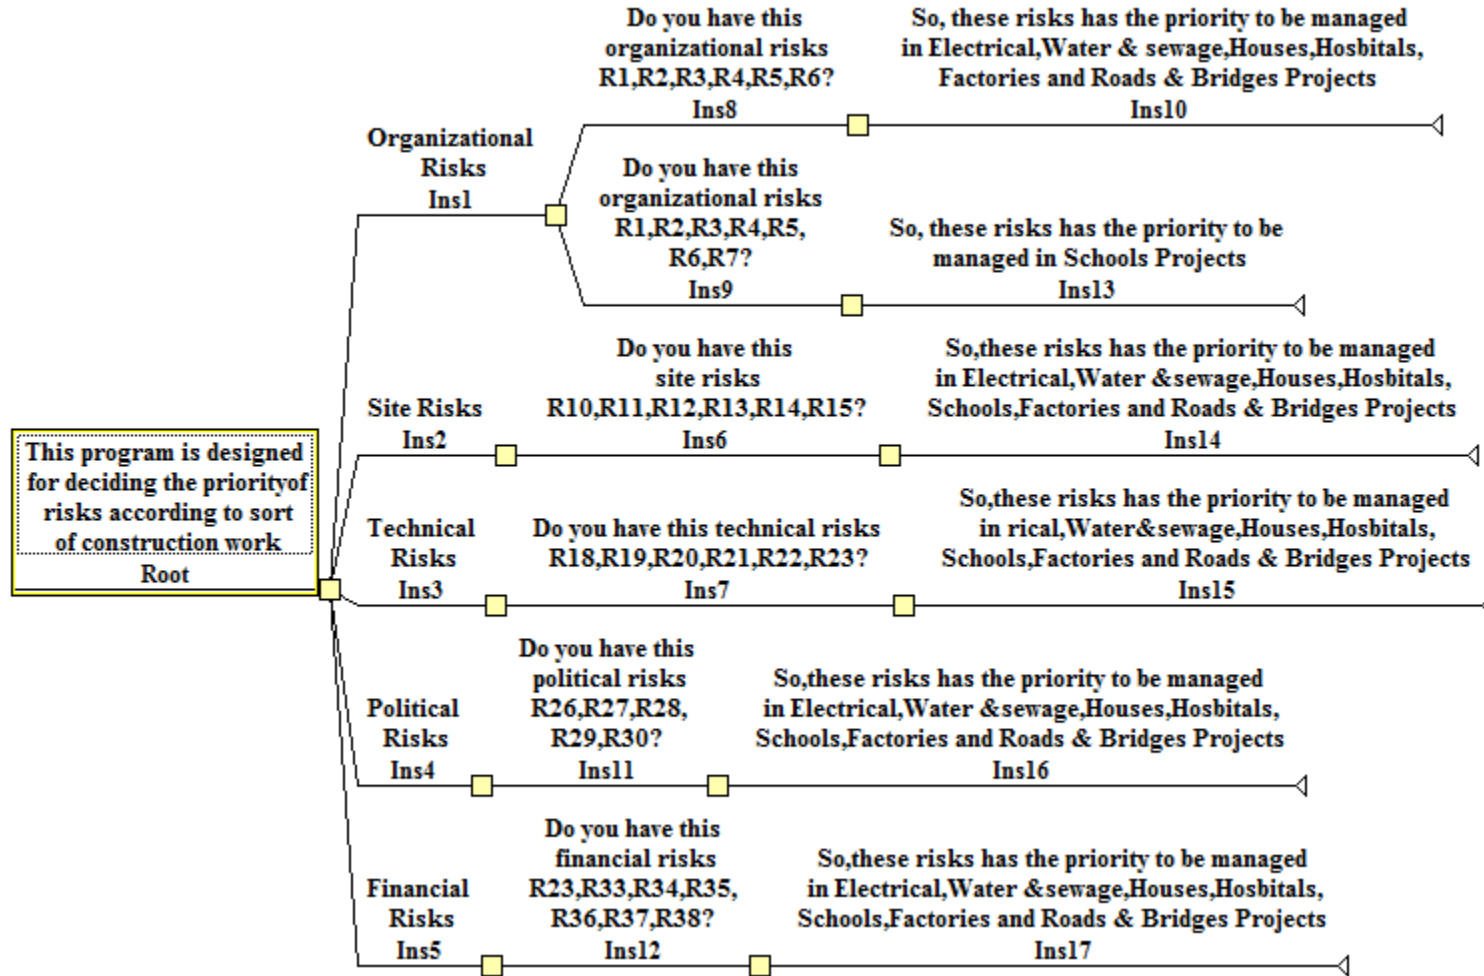 This program is designed
for deciding the priorityof
risks according to sort
of construction work
Root
Organizational
Risks
Ins1
Do you have this
organizational risks
R1,R2,R3,R4,R5,R6?
Ins8
So, these risks has the priority to be managed
in Electrical,Water & sewage,Houses,Hosbitals,
Factories and Roads & Bridges Projects
Ins10
Do you have this
organizational risks
R1,R2,R3,R4,R5,
R6,R7?
Ins9
So, these risks has the priority to be
managed in Schools Projects
Ins13
Site Risks
Ins2
Do you have this
site risks
R10,R11,R12,R13,R14,R15?
Ins6
So,these risks has the priority to be managed
in Electrical,Water &sewage,Houses,Hosbitals,
Schools,Factories and Roads & Bridges Projects
Ins14
Technical
Risks
Ins3
Do you have this technical risks
R18,R19,R20,R21,R22,R23?
Ins7
So,these risks has the priority to be managed
in rical,Water&sewage,Houses,Hosbitals,
Schools,Factories and Roads & Bridges Projects
Ins15
Political
Risks
Ins4
Do you have this
political risks
R26,R27,R28,
R29,R30?
Ins11
So,these risks has the priority to be managed
in Electrical,Water &sewage,Houses,Hosbitals,
Schools,Factories and Roads & Bridges Projects
Ins16
Financial
Risks
Ins5
Do you have this
financial risks
R23,R33,R34,R35,
R36,R37,R38?
Ins12
So,these risks has the priority to be managed
in Electrical,Water &sewage,Houses,Hosbitals,
Schools,Factories and Roads & Bridges Projects
Ins17